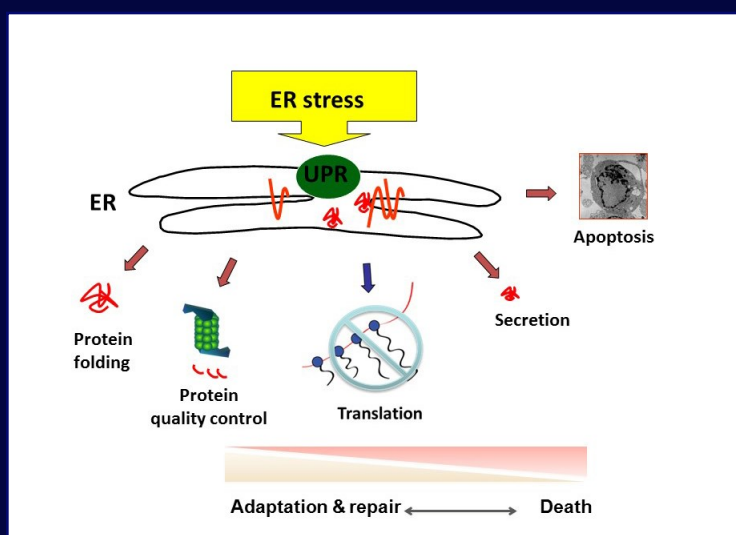 ER stress
UPR
ER
Apoptosis
Secretion
Protein
folding
Protein
quality control
Translation
Adaptation & repair
Death